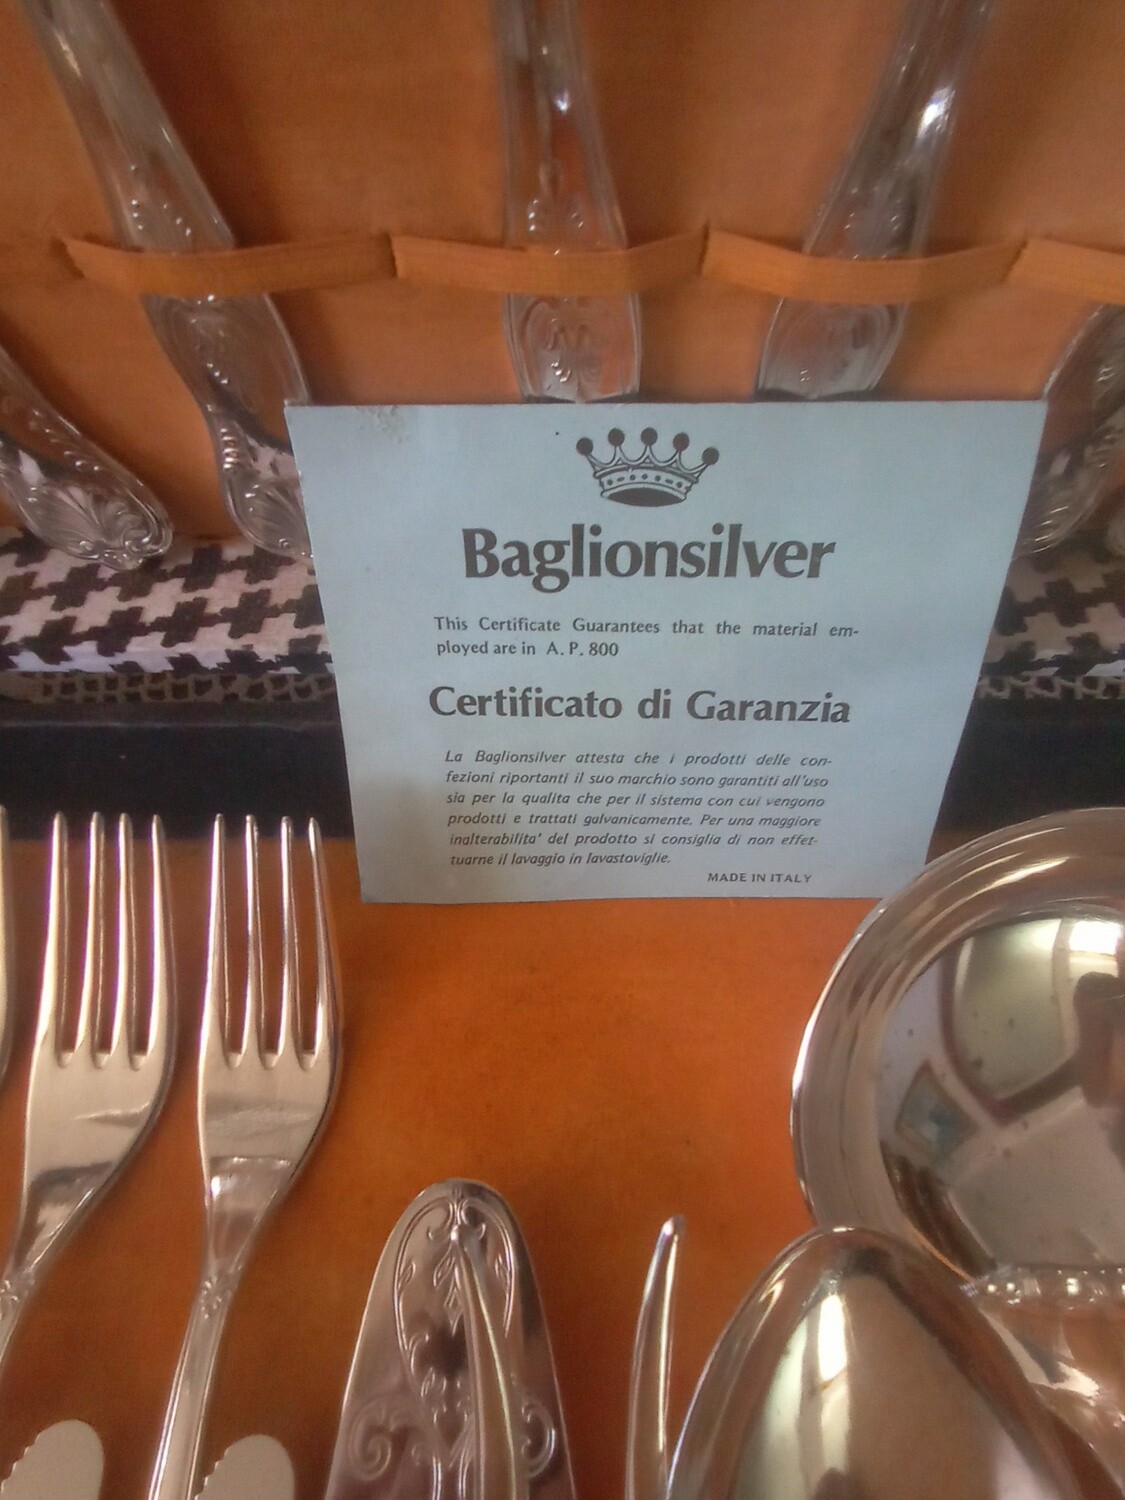 Baglionsilver
This Certificate Guarantees that the material em-
ployed are in A. P. 800
Certificato di Garanzia
La Baglionsilver attesta che i prodotti delle con-
fezioni riportanti il suo marchio sono garantiti all'uso
sia per la qualita che per il sistema con cui vengono
prodotti e trattati galvanicamente. Per una maggiore
inalterabilita' del prodotto si consiglia di non effet-
tuarne il lavaggio in lavastoviglie.
MADE IN ITALY